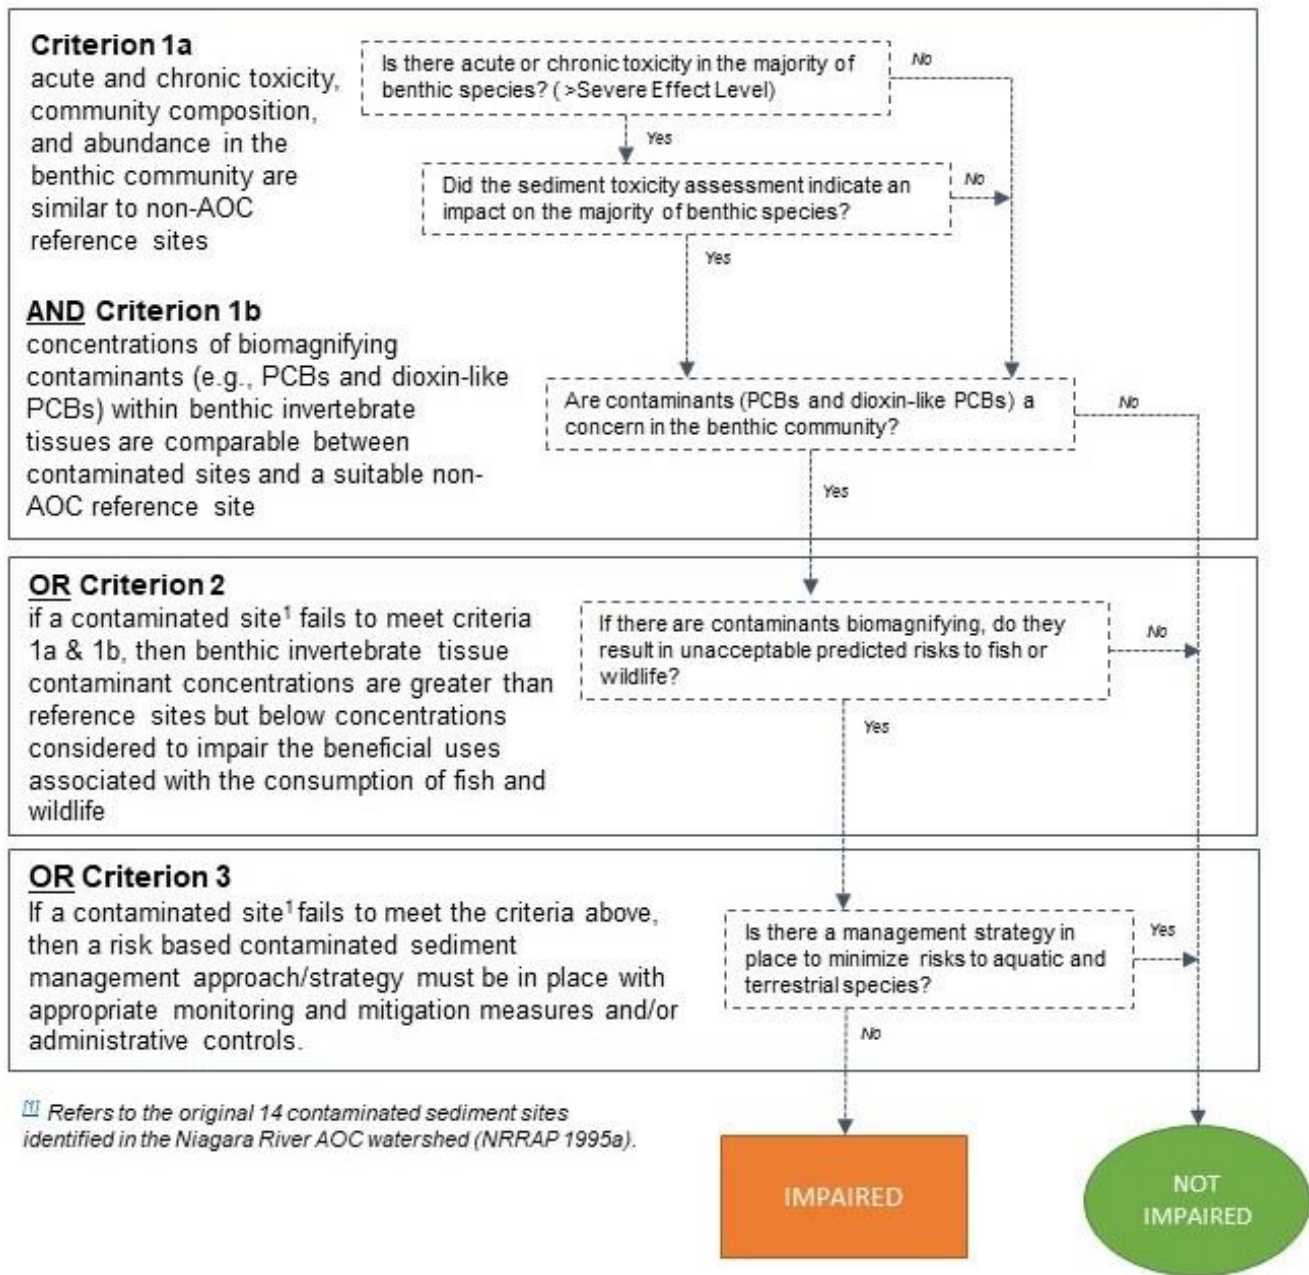 Criterion 1a
acute and chronic toxicity,
community composition,
and abundance in the
benthic community are
similar to non-AOC
reference sites
Is there acute or chronic toxicity in the majority of
benthic species? ( >Severe Effect Level)
No
Yes
Did the sediment toxicity assessment indicate an
impact on the majority of benthic species?
No
Yes
AND Criterion 1b
concentrations of biomagnifying
contaminants (e.g., PCBs and dioxin-like
PCBs) within benthic invertebrate
tissues are comparable between
contaminated sites and a suitable non-
AOC reference site
Are contaminants (PCBs and dioxin-like PCBs) a
concern in the benthic community?
No
Yes
OR Criterion 2
if a contaminated site¹ fails to meet criteria
1a & 1b, then benthic invertebrate tissue
contaminant concentrations are greater than
reference sites but below concentrations
considered to impair the beneficial uses
associated with the consumption of fish and
wildlife
If there are contaminants biomagnifying, do they
result in unacceptable predicted risks to fish or
wildlife?
No
Yes
OR Criterion 3
If a contaminated site¹ fails to meet the criteria above,
then a risk based contaminated sediment
management approach/strategy must be in place with
appropriate monitoring and mitigation measures and/or
administrative controls.
Is there a management strategy in
place to minimize risks to aquatic and
terrestrial species?
Yes
No
[1] Refers to the original 14 contaminated sediment sites
identified in the Niagara River AOC watershed (NRRAP 1995a).
IMPAIRED
NOT
IMPAIRED